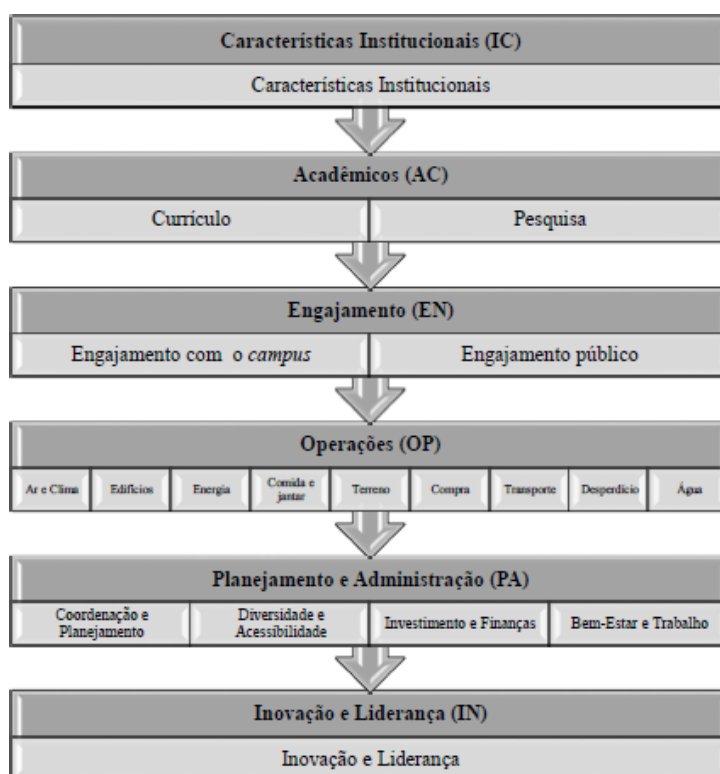 Características Institucionais (IC)
Características Institucionais
Acadêmicos (AC)
Currículo
Pesquisa
Engajamento (EN)
Engajamento com o campus
Engajamento público
Operações (OP)
Ar e Clima
Edifícios
Energia
Comida e
jantar
Terreno
Compra
Transporte
Desperdício
Água
Planejamento e Administração (PA)
Coordenação e
Planejamento
Diversidade e
Acessibilidade
Investimento e Finanças
Bem-Estar e Trabalho
Inovação e Liderança (IN)
Inovação e Liderança